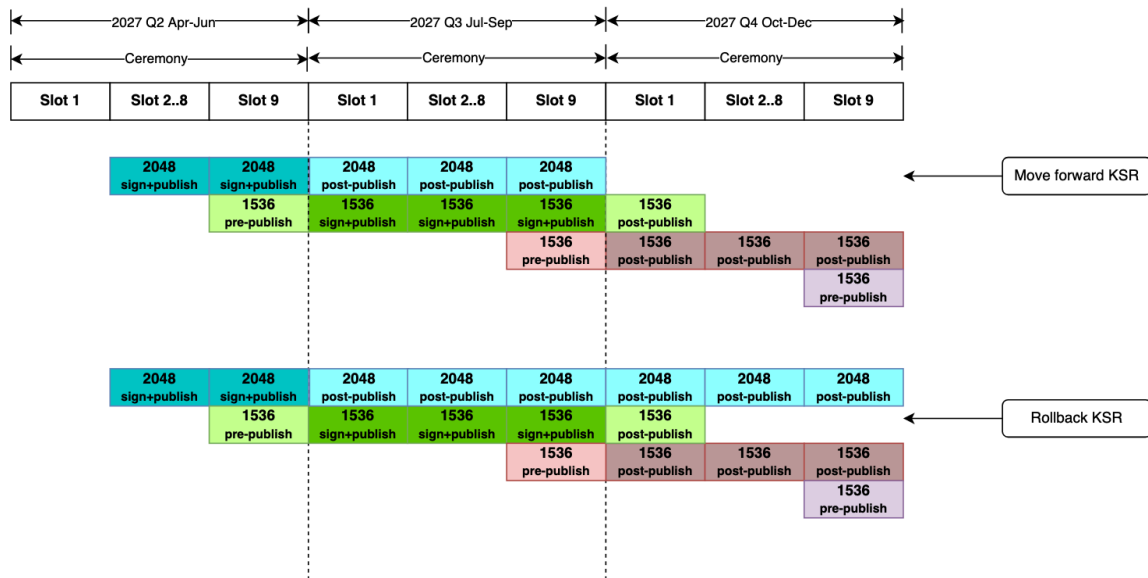 2027 Q2 Apr-Jun 2027 Q3 Jul-Sep 2027 Q4 Oct-Dec
Ceremony Ceremony Ceremony
Slot 1 Slot 2..8 Slot 9 Slot 1 Slot 2..8 Slot 9 Slot 1 Slot 2..8 Slot 9
2048 2048 2048 2048 2048
sign+publish sign+publish post-publish post-publish post-publish
Move forward KSR
1536 1536 1536 1536 1536
pre-publish sign+publish sign+publish sign+publish post-publish
1536 1536 1536 1536
pre-publish post-publish post-publish post-publish
1536
pre-publish
2048 2048 2048 2048 2048 2048 2048 2048
sign+publish sign+publish post-publish post-publish post-publish post-publish post-publish post-publish
1536 1536 1536 1536 1536
pre-publish sign+publish sign+publish sign+publish post-publish
Rollback KSR
1536 1536 1536 1536
pre-publish post-publish post-publish post-publish
1536
pre-publish